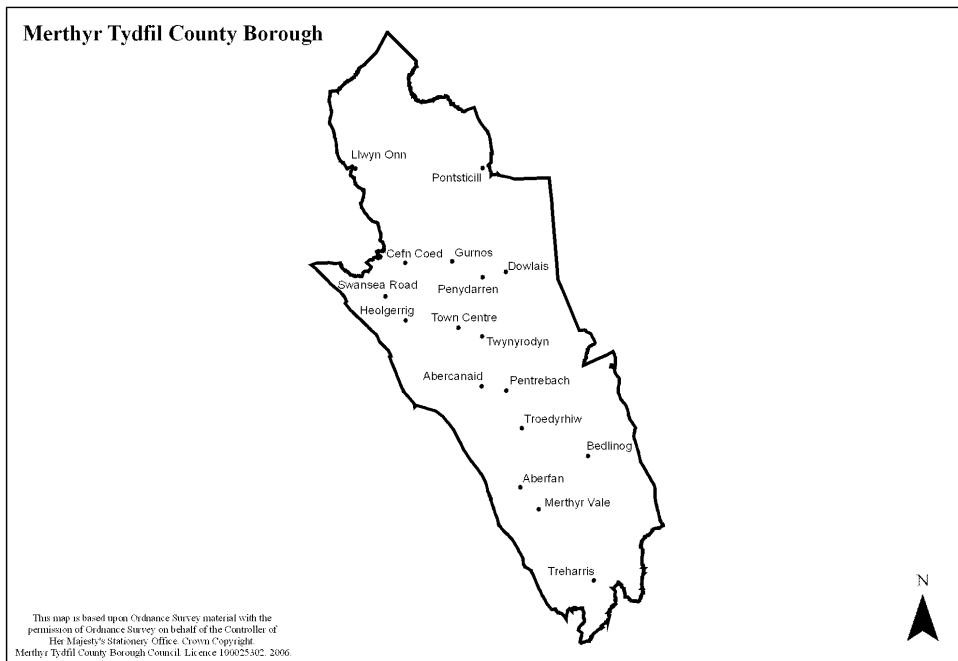 Merthyr Tydfil County Borough
Llwyn Onn
Pontsticill
Cefn Coed
Gurnos
Dowlais
Swansea Road
Penydarren
Heolgerrig
Town Centre
Twynyrodyn
Abercanaid
Pentrebach
Troedyrhiw
Bedlinog
Aberfan
Merthyr Vale
Treharris
N
This map is based upon Ordnance Survey material with the
permission of Ordnance Survey on behalf of the Controller of
Her Majesty's Stationery Office. Crown Copyright.
Merthyr Tydfil County Borough Council. Licence 100025302. 2006.